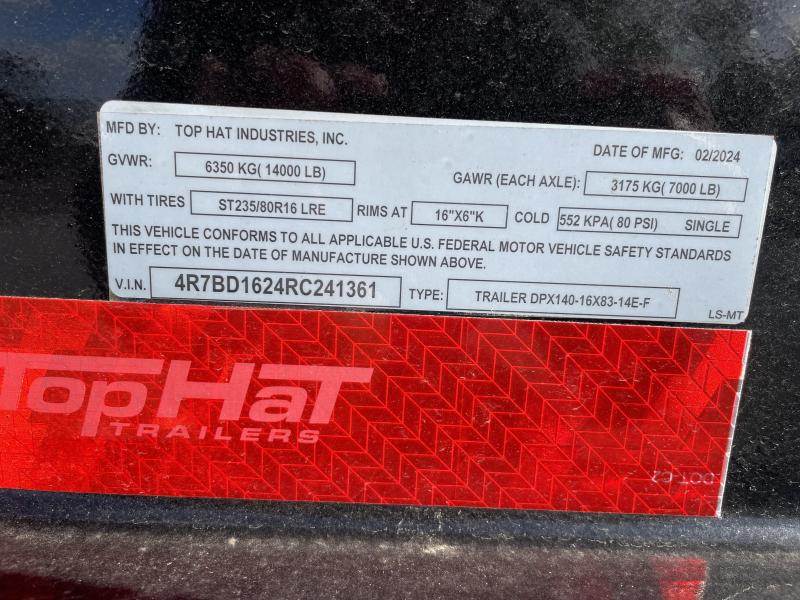 MFD BY: TOP HAT INDUSTRIES, INC.
DATE OF MFG: 02/2024
GVWR: 6350 KG( 14000 LB)
GAWR (EACH AXLE): 3175 KG( 7000 LB)
WITH TIRES ST235/80R16 LRE RIMS AT 16"X6"K COLD 552 KPA( 80 PSI) SINGLE
THIS VEHICLE CONFORMS TO ALL APPLICABLE U.S. FEDERAL MOTOR VEHICLE SAFETY STANDARDS
IN EFFECT ON THE DATE OF MANUFACTURE SHOWN ABOVE.
V.I.N. 4R7BD1624RC241361 TYPE: TRAILER DPX140-16X83-14E-F
LS-MT
TopHat
TRAILERS
DOT-C2